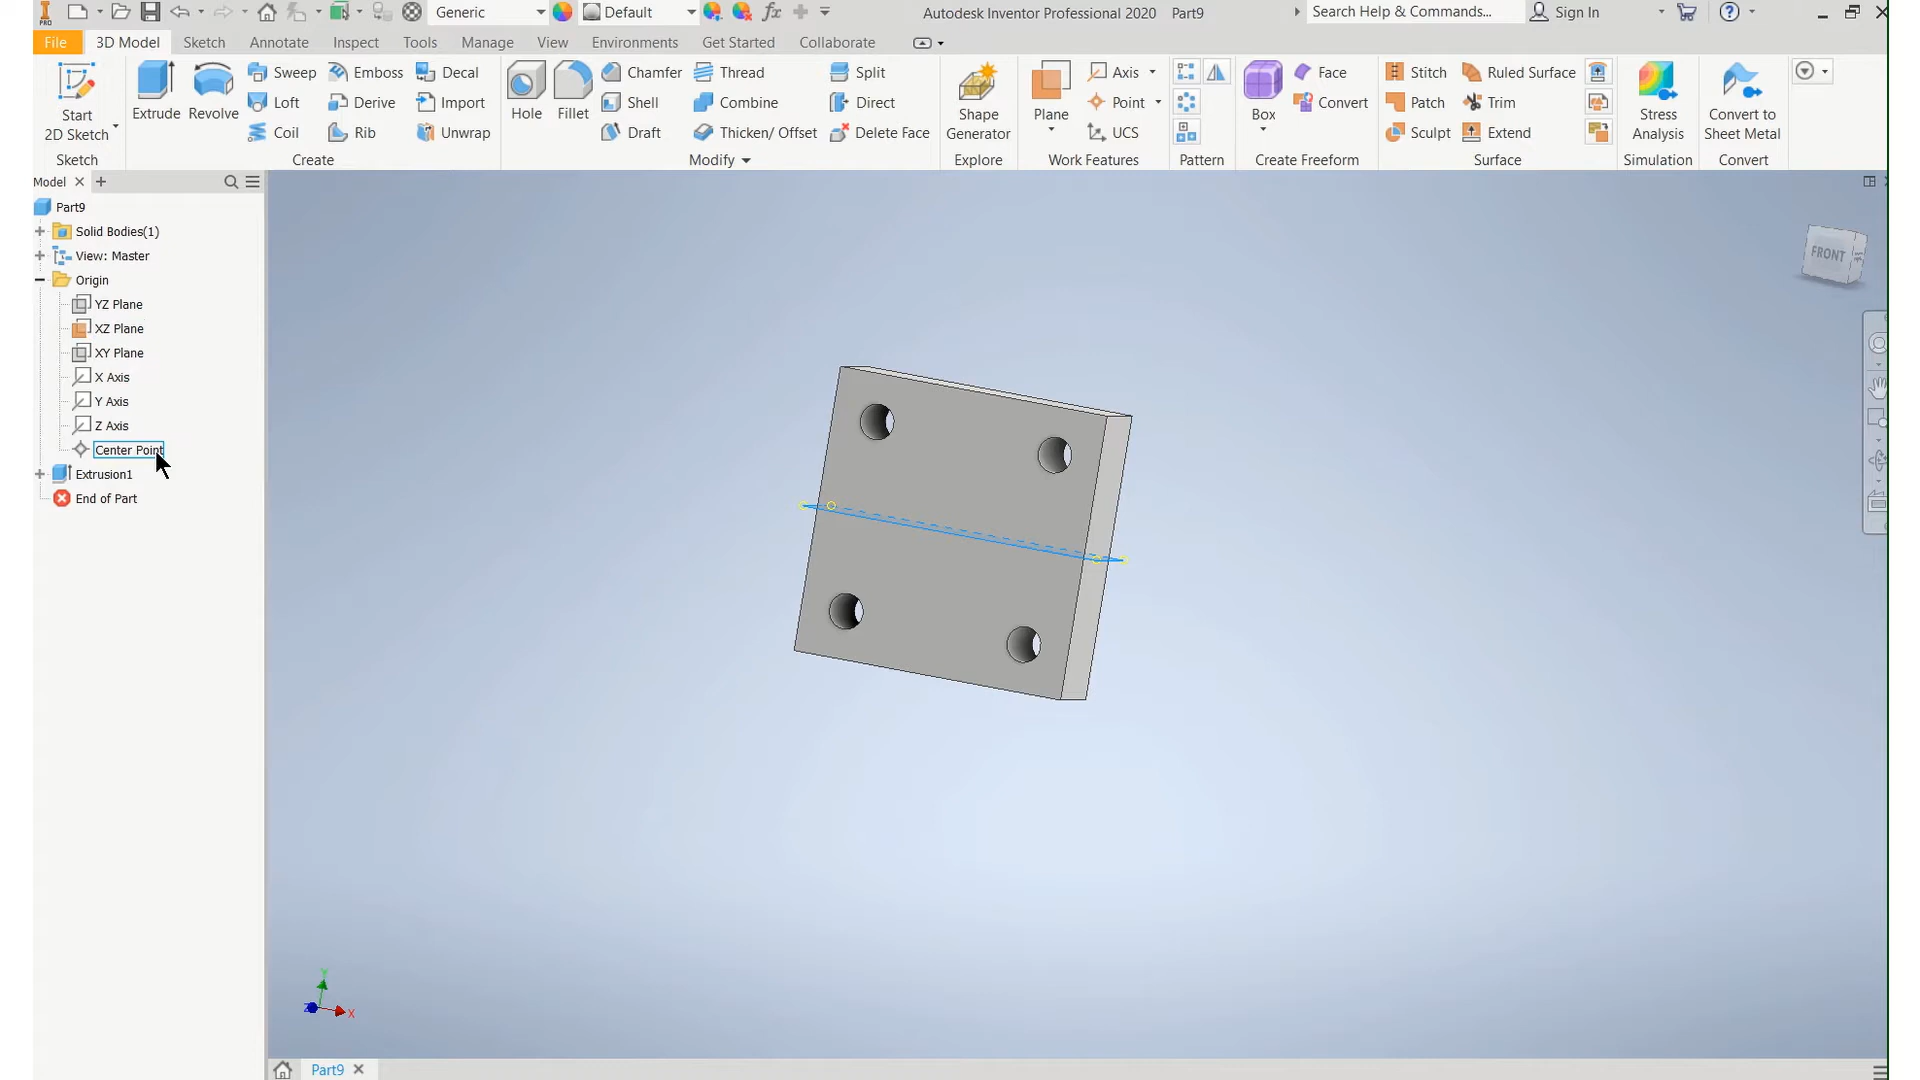 PRO
Generic
Default
fx
Autodesk Inventor Professional 2020 Part9
Search Help & Commands...
Sign In
File
3D Model
Sketch
Annotate
Inspect
Tools
Manage
View
Environments
Get Started
Collaborate
Start
2D Sketch
Sketch
Extrude
Revolve
Sweep
Emboss
Decal
Loft
Derive
Import
Coil
Rib
Unwrap
Create
Hole
Fillet
Chamfer
Thread
Split
Shell
Combine
Direct
Draft
Thicken/ Offset
Delete Face
Modify
Shape
Generator
Explore
Plane
Axis
Point
UCS
Work Features
Pattern
Box
Face
Convert
Create Freeform
Stitch
Ruled Surface
Patch
Trim
Sculpt
Extend
Surface
Stress
Analysis
Simulation
Convert to
Sheet Metal
Convert
Model
Part9
Solid Bodies(1)
View: Master
Origin
YZ Plane
XZ Plane
XY Plane
X Axis
Y Axis
Z Axis
Center Point
Extrusion1
End of Part
FRONT
Y
Z
X
Part9